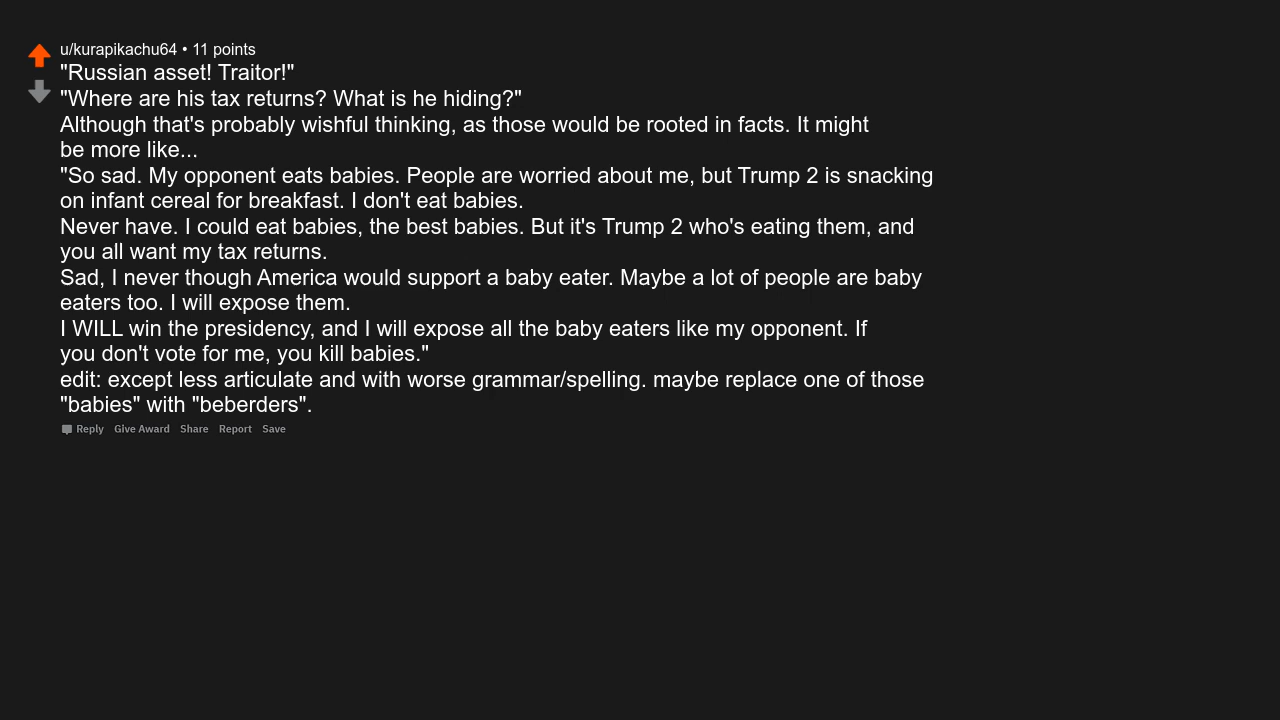 u/kurapikachu64 • 11 points
"Russian asset! Traitor!"
"Where are his tax returns? What is he hiding?"
Although that's probably wishful thinking, as those would be rooted in facts. It might
be more like...
"So sad. My opponent eats babies. People are worried about me, but Trump 2 is snacking
on infant cereal for breakfast. I don't eat babies.
Never have. I could eat babies, the best babies. But it's Trump 2 who's eating them, and
you all want my tax returns.
Sad, I never though America would support a baby eater. Maybe a lot of people are baby
eaters too. I will expose them.
I WILL win the presidency, and I will expose all the baby eaters like my opponent. If
you don't vote for me, you kill babies."
edit: except less articulate and with worse grammar/spelling. maybe replace one of those
"babies" with "beberders".
Reply Give Award Share Report Save